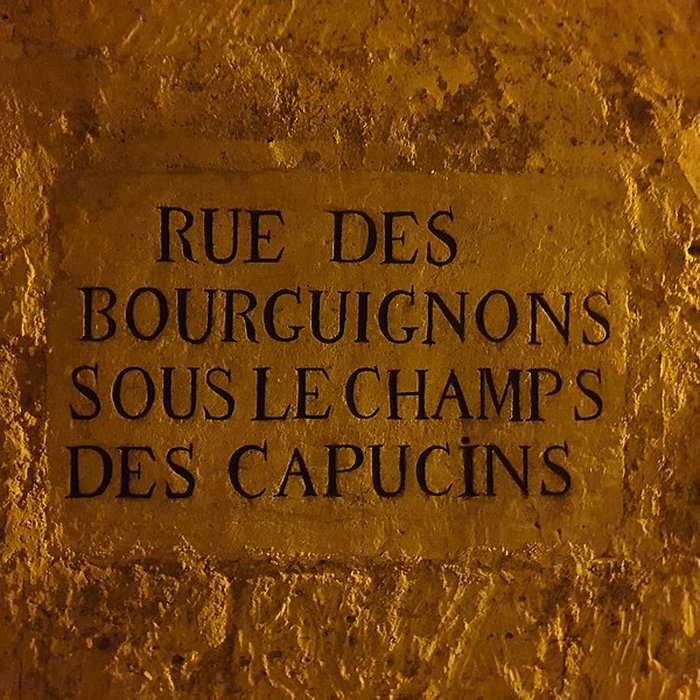 RUE DES
BOURGUIGNONS
SOUS LE CHAMPS
DES CAPUCiNS